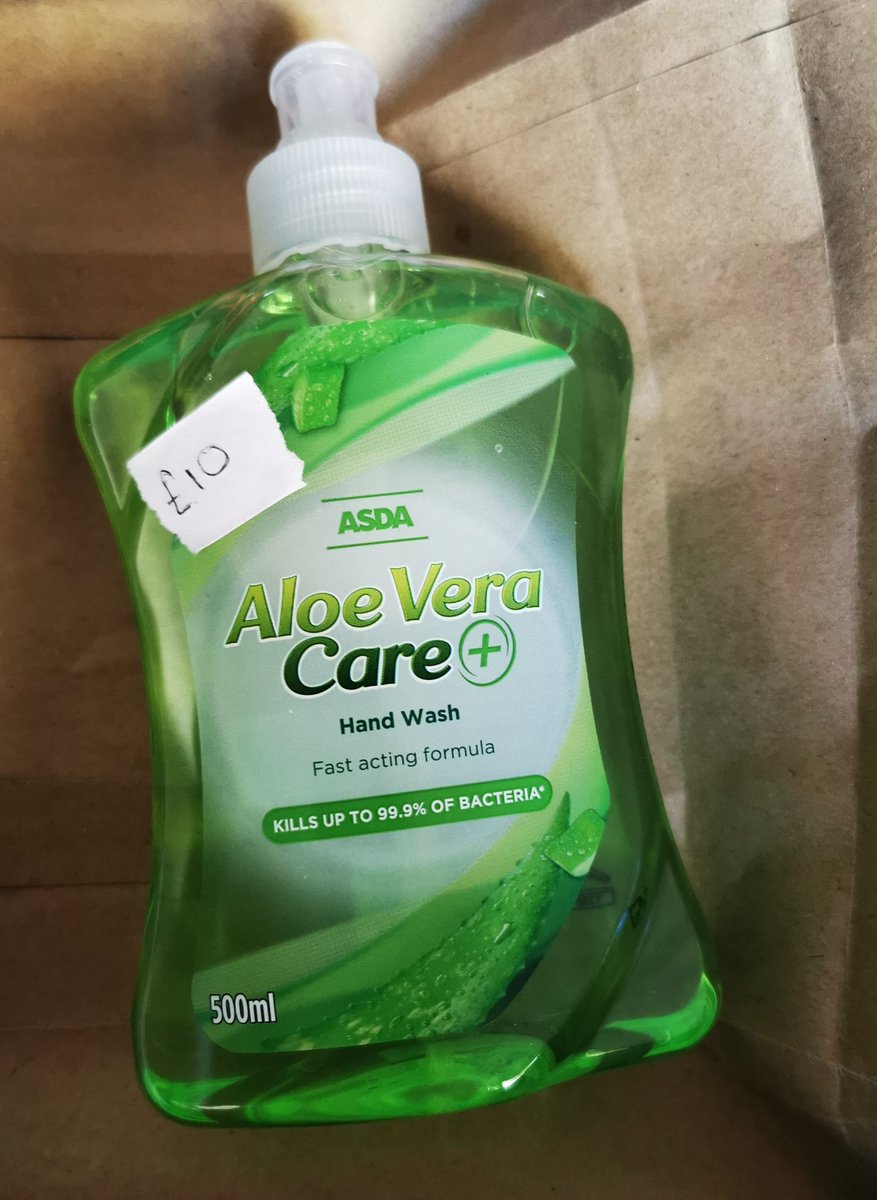 £10
ASDA
Aloe Vera
Care +
Hand Wash
Fast acting formula
KILLS UP TO 99.9% OF BACTERIA*
500ml